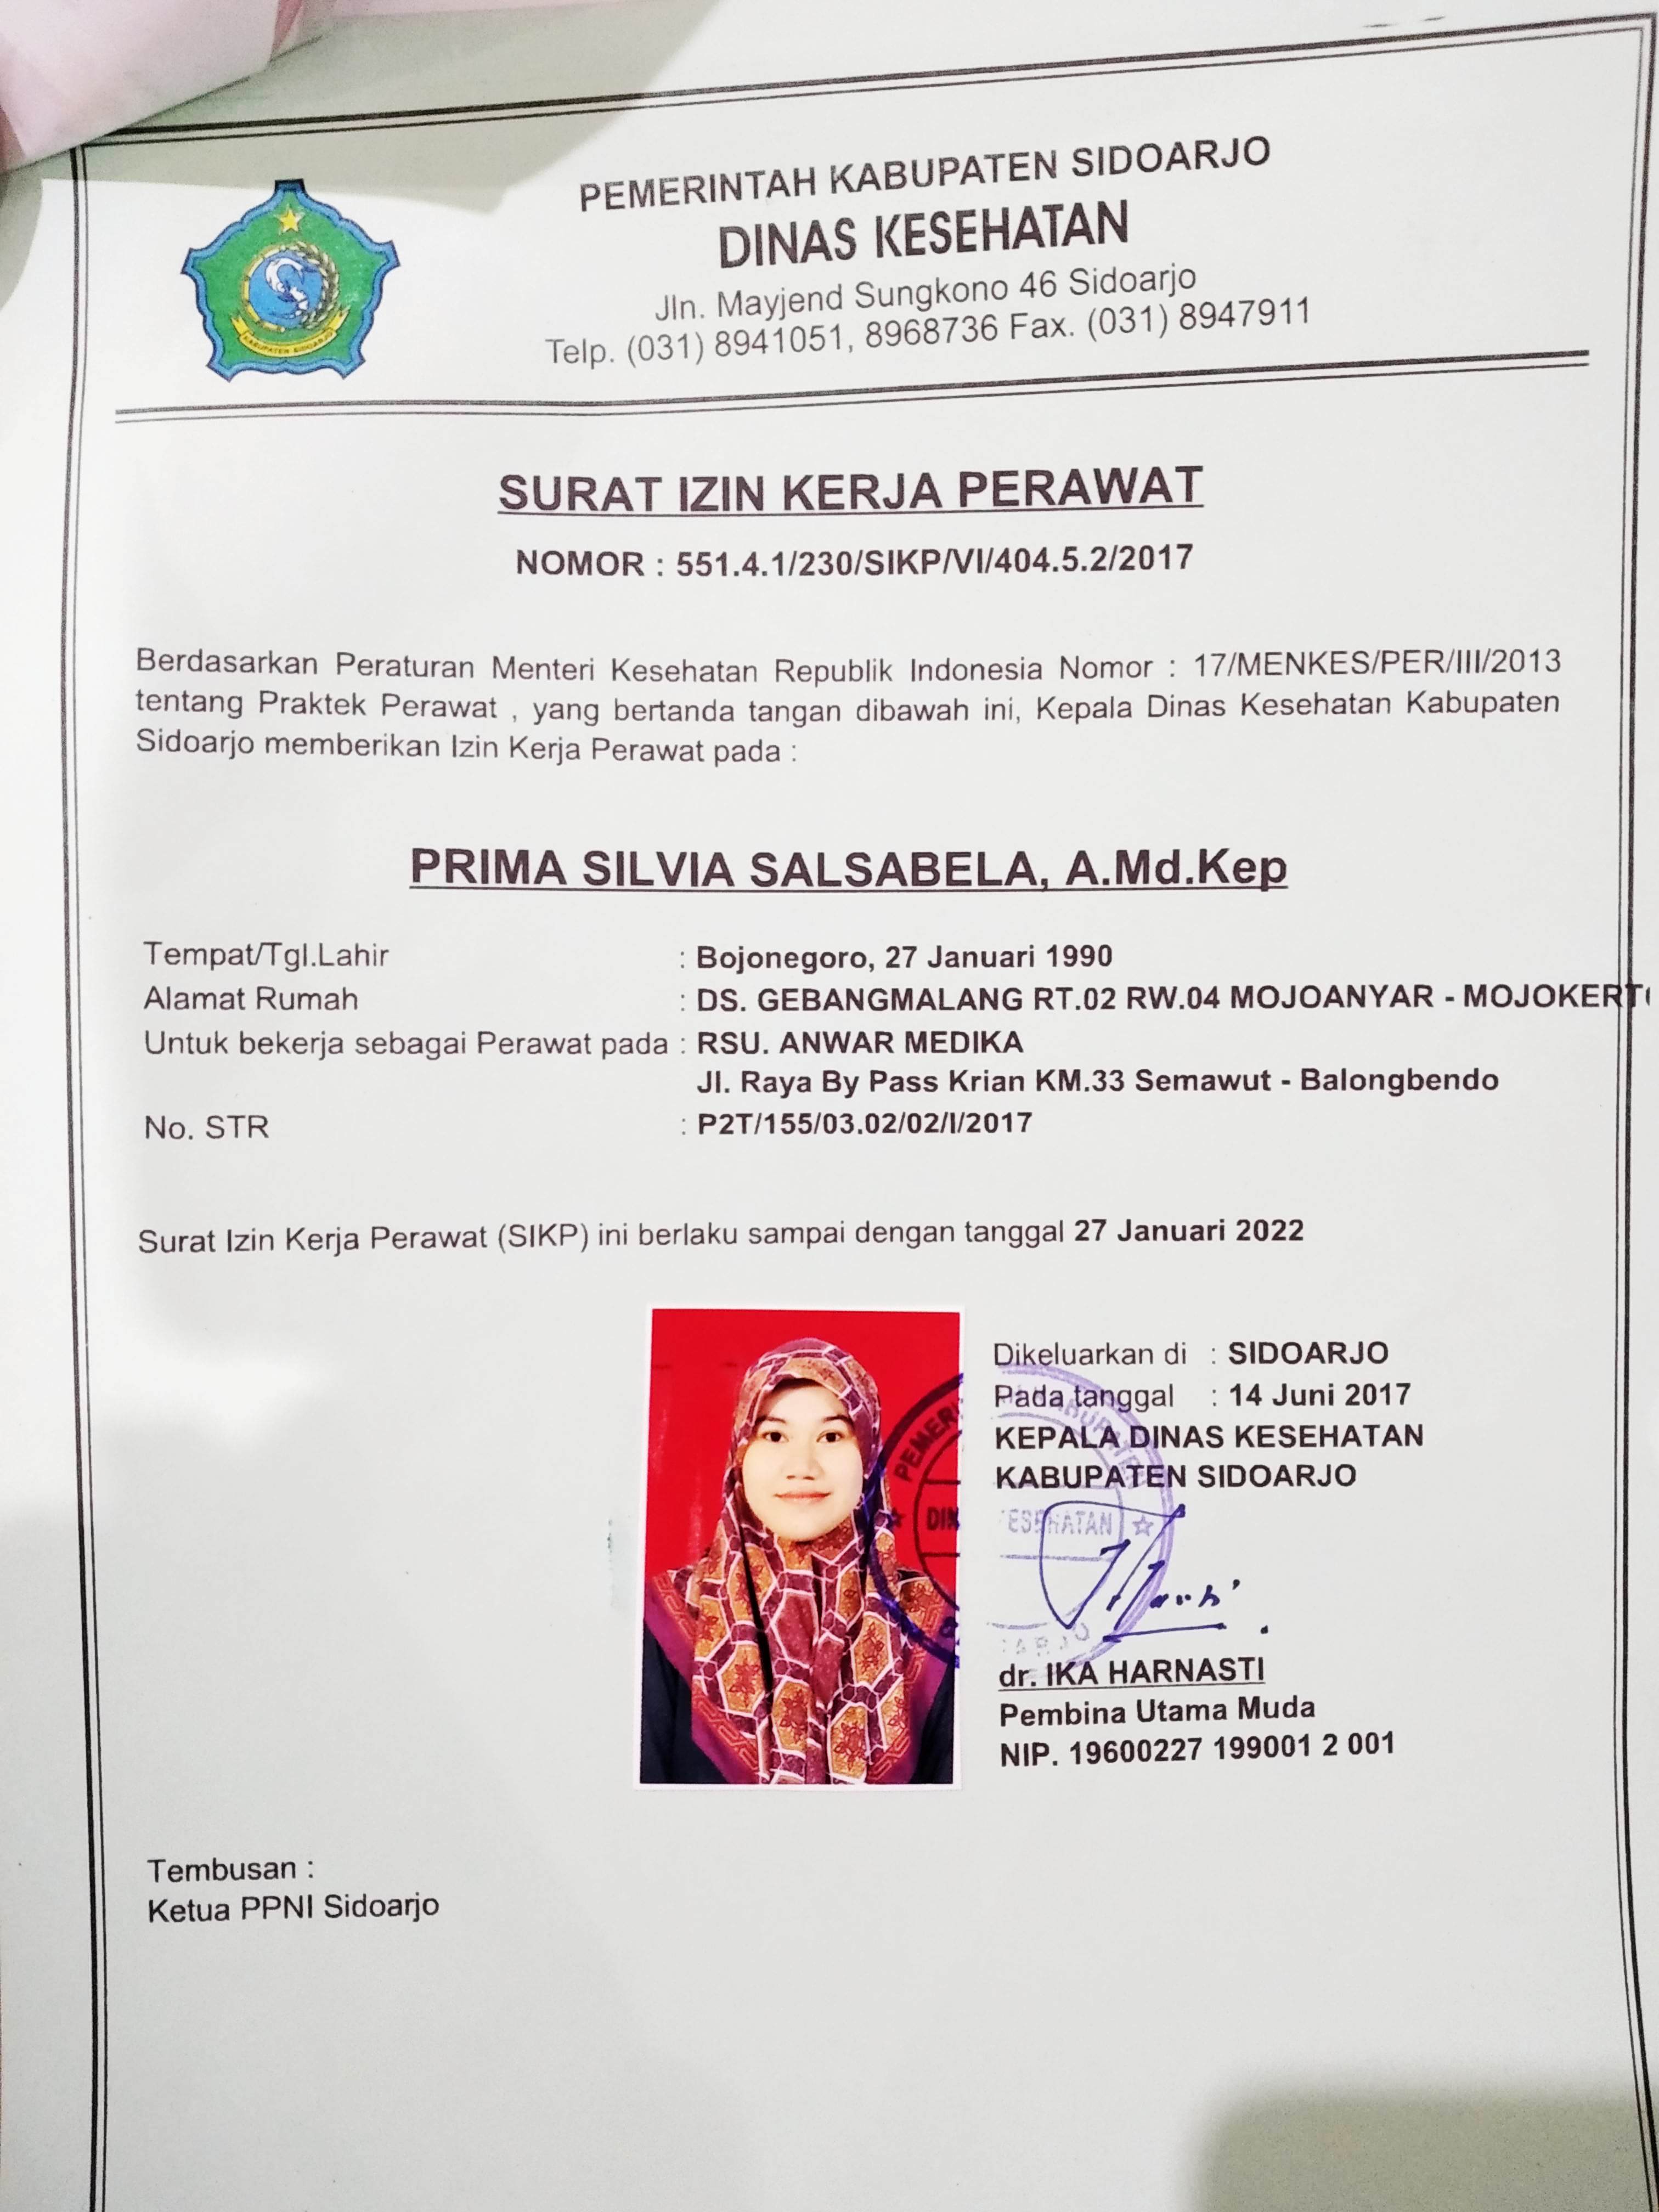 PEMERINTAH KABUPATEN SIDOARJO
DINAS KESEHATAN
Jln. Mayjend Sungkono 46 Sidoarjo
Telp. (031) 8941051, 8968736 Fax. (031) 8947911
KABUPATEN SIDOARJO
SURAT IZIN KERJA PERAWAT
NOMOR : 551.4.1/230/SIKP/VI/404.5.2/2017
Berdasarkan Peraturan Menteri Kesehatan Republik Indonesia Nomor : 17/MENKES/PER/III/2013
tentang Praktek Perawat , yang bertanda tangan dibawah ini, Kepala Dinas Kesehatan Kabupaten
Sidoarjo memberikan Izin Kerja Perawat pada :
PRIMA SILVIA SALSABELA, A.Md.Kep
Tempat/Tgl.Lahir : Bojonegoro, 27 Januari 1990
Alamat Rumah : DS. GEBANGMALANG RT.02 RW.04 MOJOANYAR - MOJOKERT
Untuk bekerja sebagai Perawat pada : RSU. ANWAR MEDIKA
Jl. Raya By Pass Krian KM.33 Semawut - Balongbendo
No. STR : P2T/155/03.02/02/I/2017
Surat Izin Kerja Perawat (SIKP) ini berlaku sampai dengan tanggal 27 Januari 2022
Dikeluarkan di : SIDOARJO
Pada tanggal : 14 Juni 2017
KEPALA DINAS KESEHATAN
KABUPATEN SIDOARJO
dr. IKA HARNASTI
Pembina Utama Muda
NIP. 19600227 199001 2 001
Tembusan :
Ketua PPNI Sidoarjo